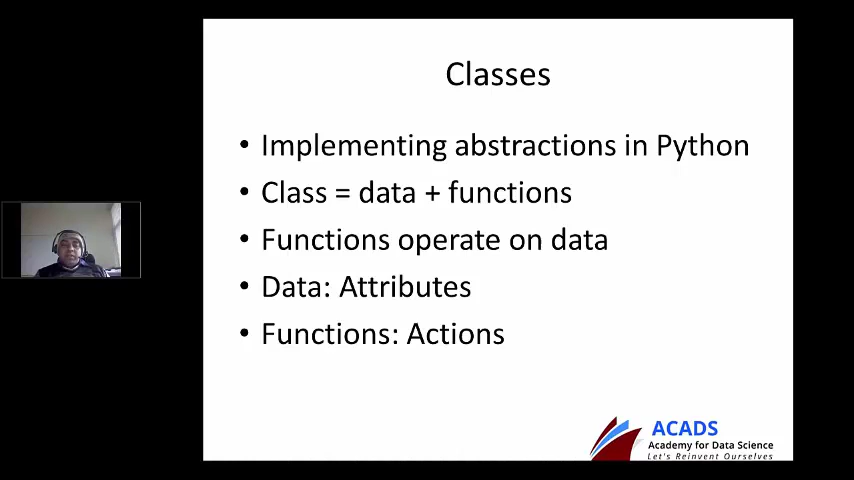 Classes
• Implementing abstractions in Python
• Class = data + functions
• Functions operate on data
• Data: Attributes
• Functions: Actions
ACADS
Academy for Data Science
Let's Reinvent Ourselves